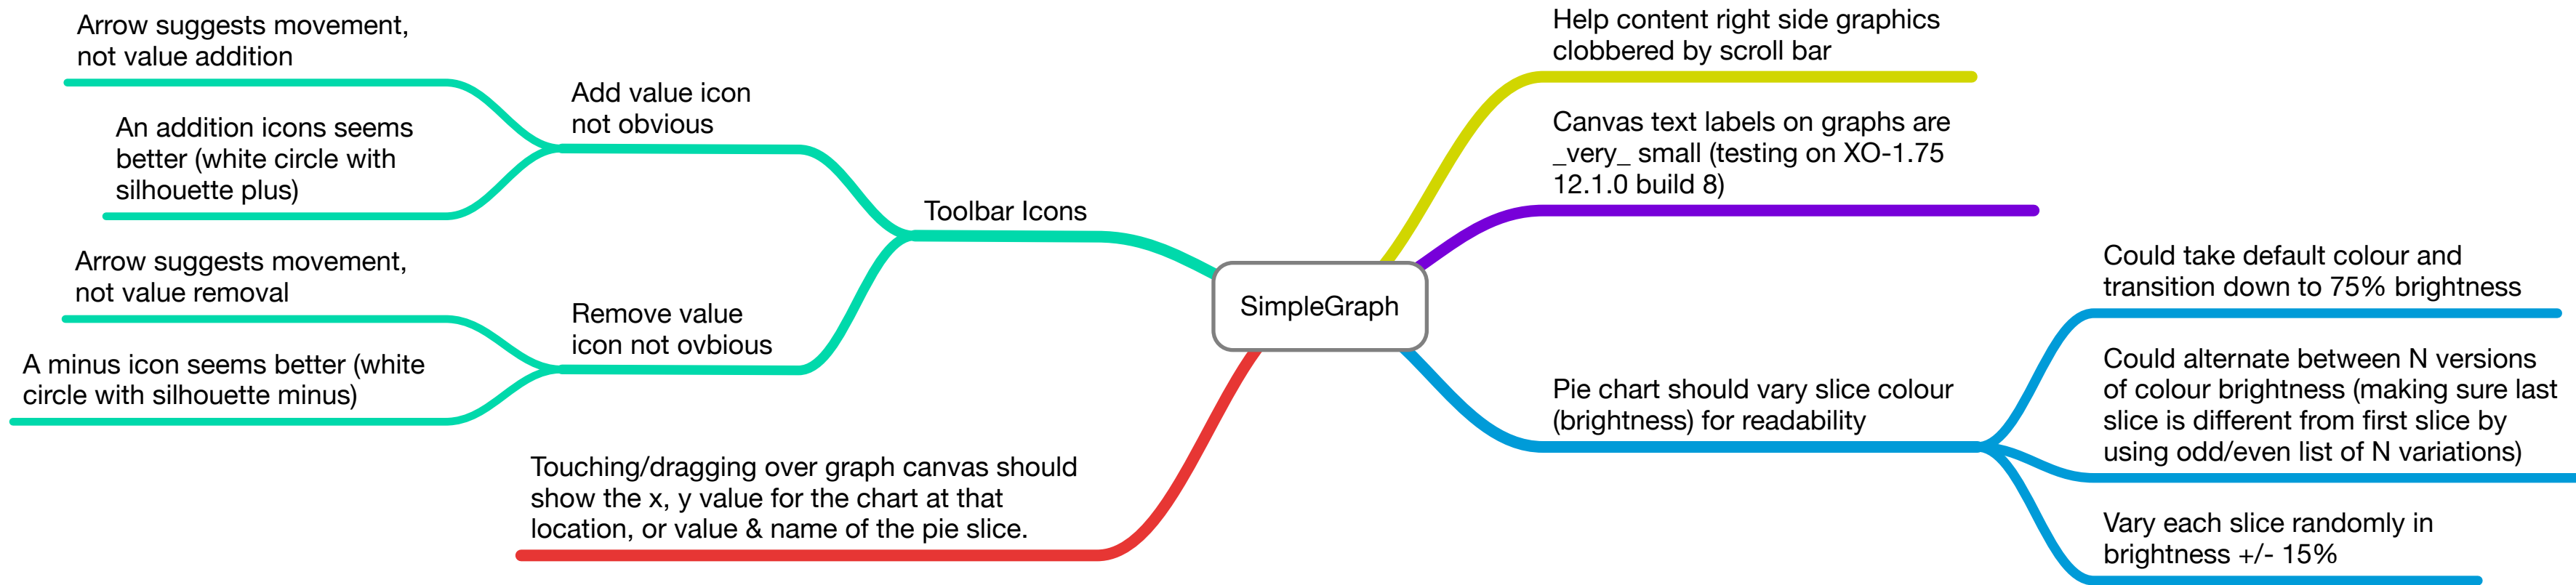 Arrow suggests movement,
not value addition
An addition icons seems
better (white circle with
silhouette plus)
Add value icon
not obvious
Arrow suggests movement,
not value removal
A minus icon seems better (white
circle with silhouette minus)
Remove value
icon not ovbious
Toolbar Icons
Touching/dragging over graph canvas should
show the x, y value for the chart at that
location, or value & name of the pie slice.
SimpleGraph
Help content right side graphics
clobbered by scroll bar
Canvas text labels on graphs are
_very_ small (testing on XO-1.75
12.1.0 build 8)
Pie chart should vary slice colour
(brightness) for readability
Could take default colour and
transition down to 75% brightness
Could alternate between N versions
of colour brightness (making sure last
slice is different from first slice by
using odd/even list of N variations)
Vary each slice randomly in
brightness +/- 15%